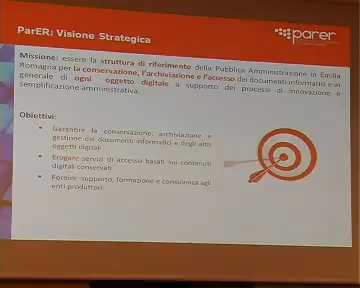 ParER: Visione Strategica
parer
Missione: essere la struttura di riferimento della Pubblica Amministrazione in Emilia
Romagna per la conservazione, l'archiviazione e l'accesso dei documenti informatici e in
generale di ogni oggetto digitale a supporto dei processi di innovazione e
semplificazione amministrativa.
Obiettivi:
• Garantire la conservazione, archiviazione e
gestione dei documenti informatici e degli altri
oggetti digitali
• Erogare servizi di accesso basati sui contenuti
digitali conservati
• Fornire supporto, formazione e consulenza agli
enti produttori